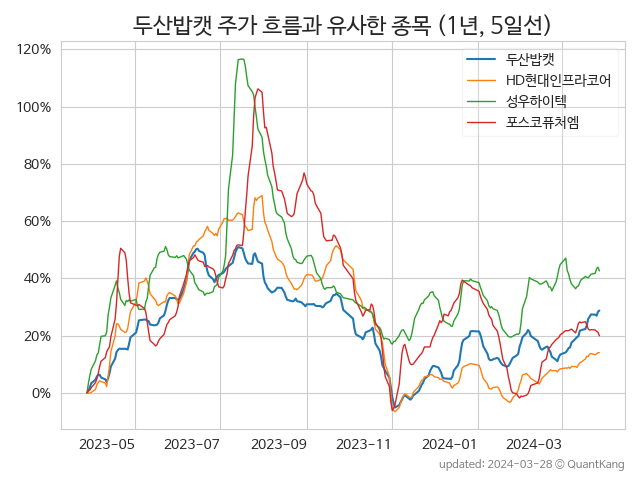 두산밥캣 주가 흐름과 유사한 종목 (1년, 5일선)
120%
100%
80%
60%
40%
20%
0%
두산밥캣
HD현대인프라코어
성우하이텍
포스코퓨처엠
2023-05 2023-07 2023-09 2023-11 2024-01 2024-03
updated: 2024-03-28 © QuantKang